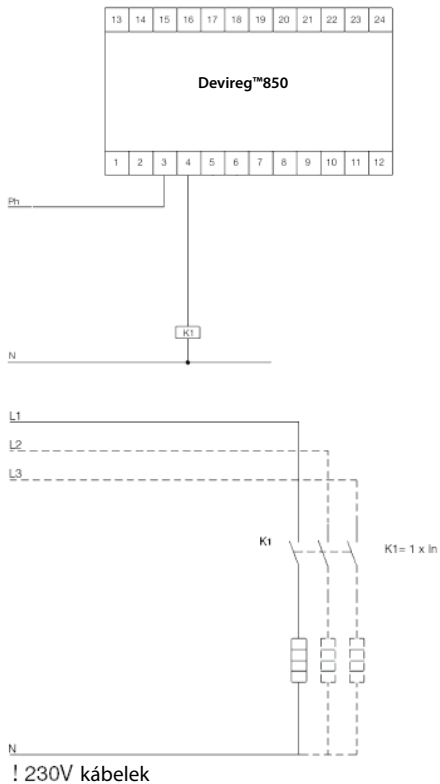 13 14 15 16 17 18 19 20 21 22 23 24
Devireg™850
1 2 3 4 5 6 7 8 9 10 11 12
Ph
K1
N
L1
L2
L3
K1
K1= 1 x In
N
! 230V kábelek